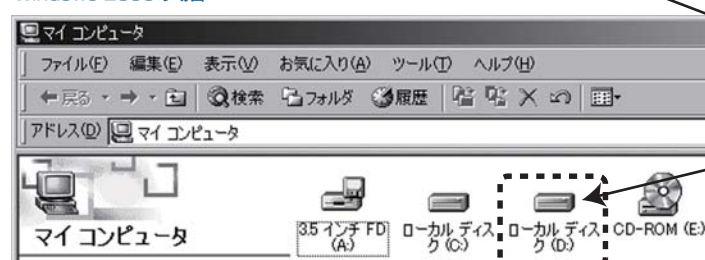 マイ コンピュータ
ファイル(F) 編集(E) 表示(V) お気に入り(A) ツール(T) ヘルプ(H)
戻る 検索 フォルダ 履歴
アドレス(D) マイ コンピュータ
マイ コンピュータ
3.5 インチ FD (A:)
ローカル ディスク (C:)
ローカル ディスク (D:)
CD-ROM (E:)